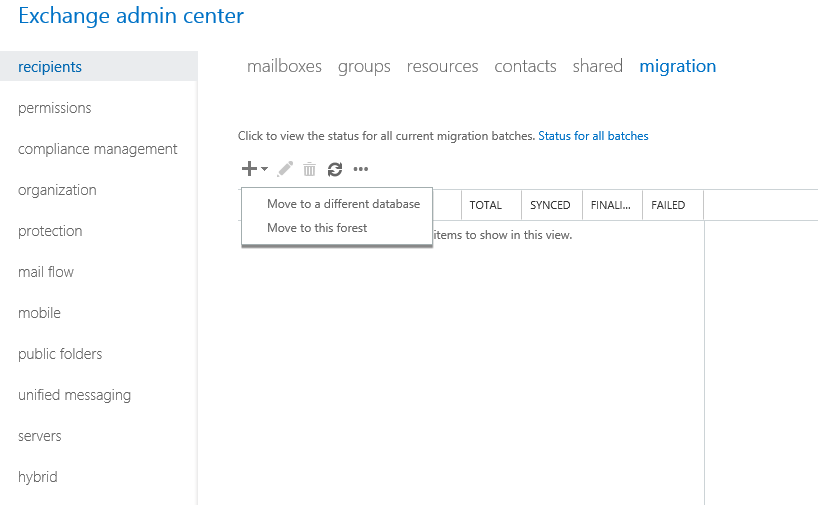 Exchange admin center
recipients
permissions
compliance management
organization
protection
mail flow
mobile
public folders
unified messaging
servers
hybrid
mailboxes groups resources contacts shared migration
Click to view the status for all current migration batches. Status for all batches
Move to a different database
Move to this forest
TOTAL SYNCED FINALI... FAILED
items to show in this view.